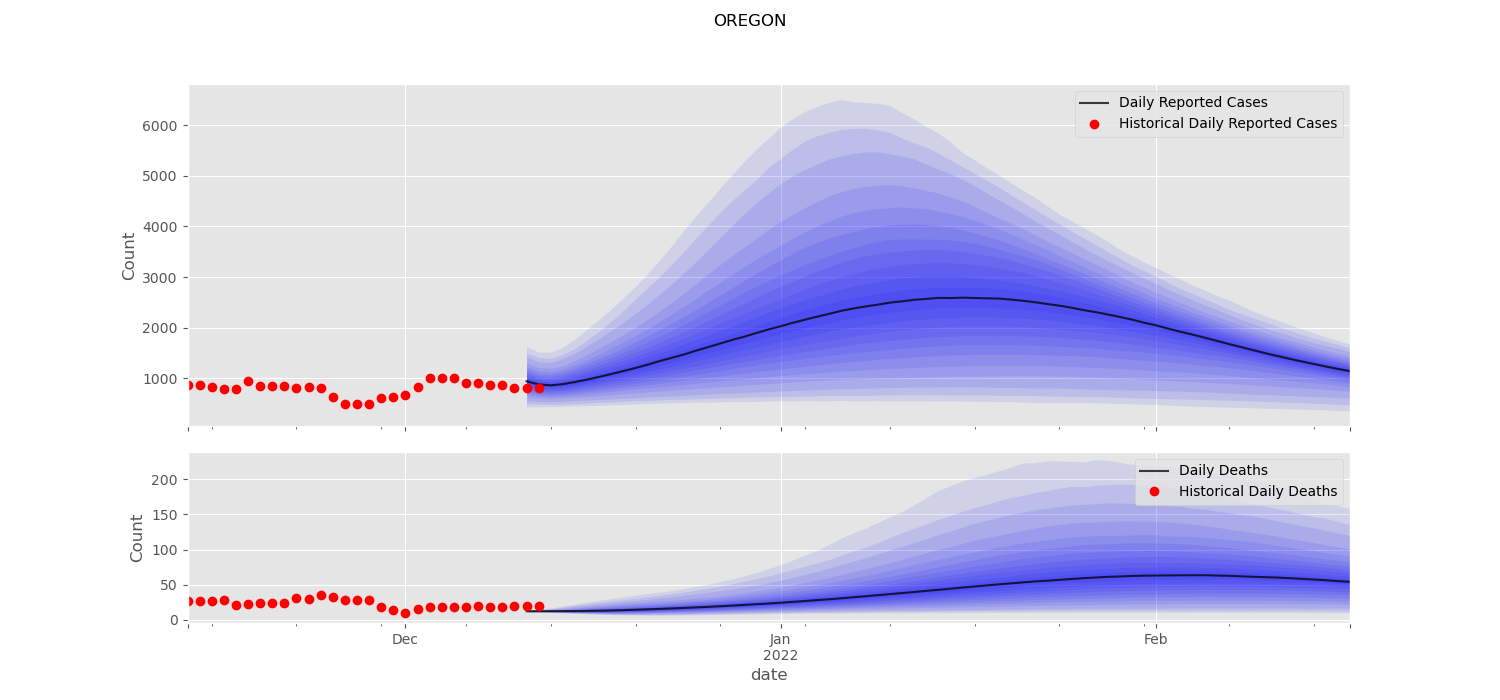 OREGON
Count
6000
5000
4000
3000
2000
1000
Daily Reported Cases
Historical Daily Reported Cases
Count
200
150
100
50
0
Daily Deaths
Historical Daily Deaths
Dec
Jan
2022
Feb
date